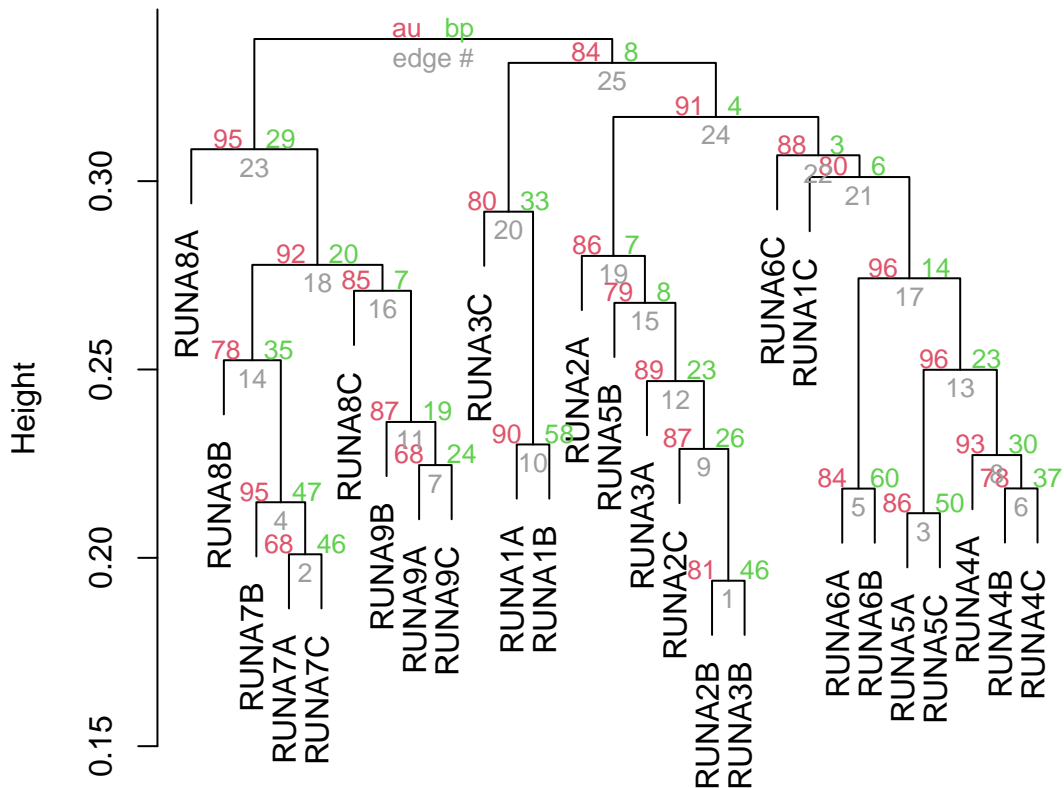 au bp
edge #
84 8
25
91 4
24
95 29
23
88 3
22
80 6
21
80 33
20
86 7
19
92 20
18
96 14
17
85 7
16
79 8
15
78 35
14
96 23
13
89 23
12
87 19
11
90 58
10
87 26
9
93 30
8
68 24
7
78 37
6
84 60
5
95 47
4
86 50
3
68 46
2
81 46
1
Height
0.30
0.25
0.20
0.15
RUNA8A
RUNA8B
RUNA7B
RUNA7A
RUNA7C
RUNA8C
RUNA9B
RUNA9A
RUNA9C
RUNA3C
RUNA1A
RUNA1B
RUNA2A
RUNA5B
RUNA3A
RUNA2C
RUNA2B
RUNA3B
RUNA6C
RUNA1C
RUNA6A
RUNA6B
RUNA5A
RUNA5C
RUNA4A
RUNA4B
RUNA4C